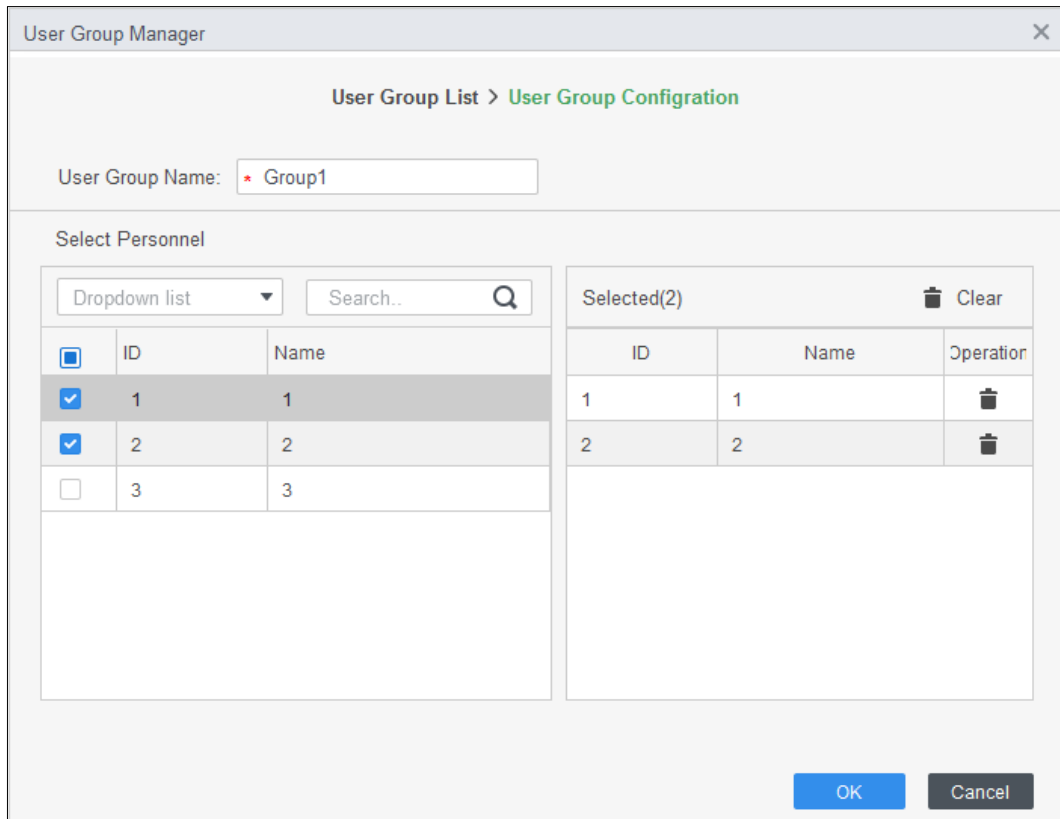 User Group Manager
User Group List > User Group Configration
User Group Name: * Group1
Select Personnel
Dropdown list Search..
Selected(2) Clear
ID Name
ID Name Operation
1 1
1 1
2 2
2 2
3 3
OK Cancel